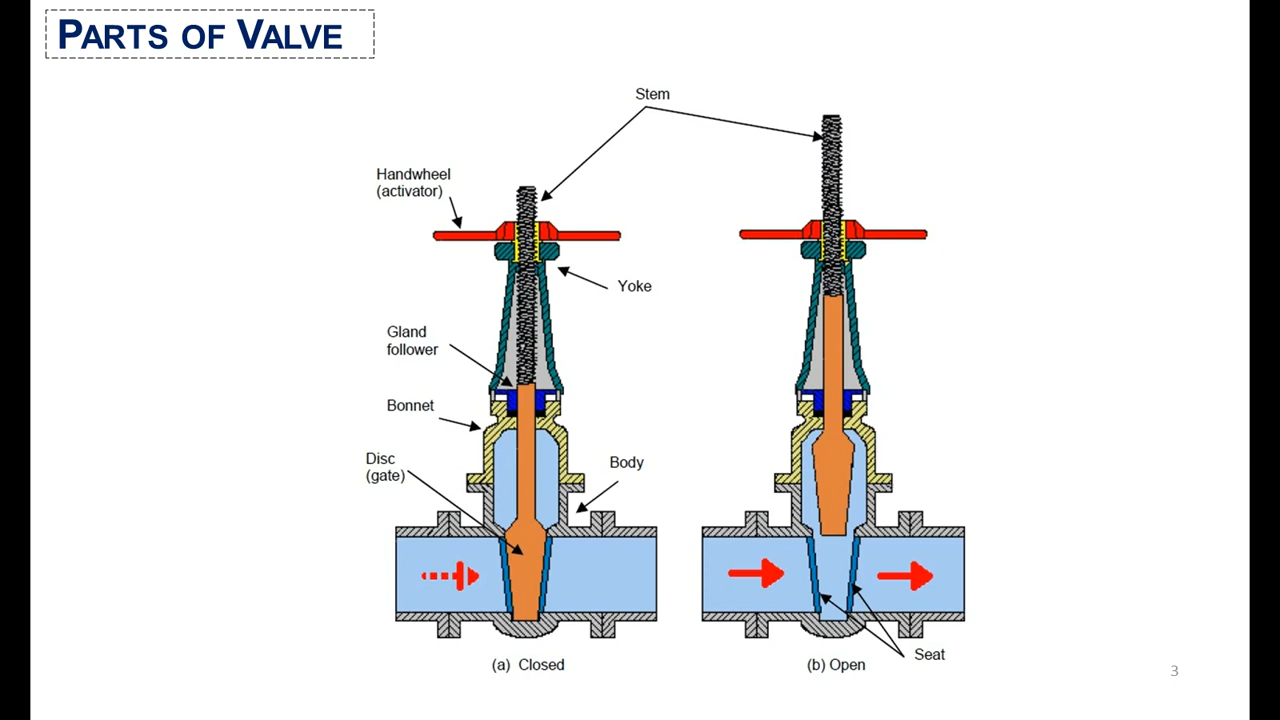 PARTS OF VALVE
Stem
Handwheel
(activator)
Yoke
Gland
follower
Bonnet
Disc
(gate)
Body
Seat
(a) Closed
(b) Open
3